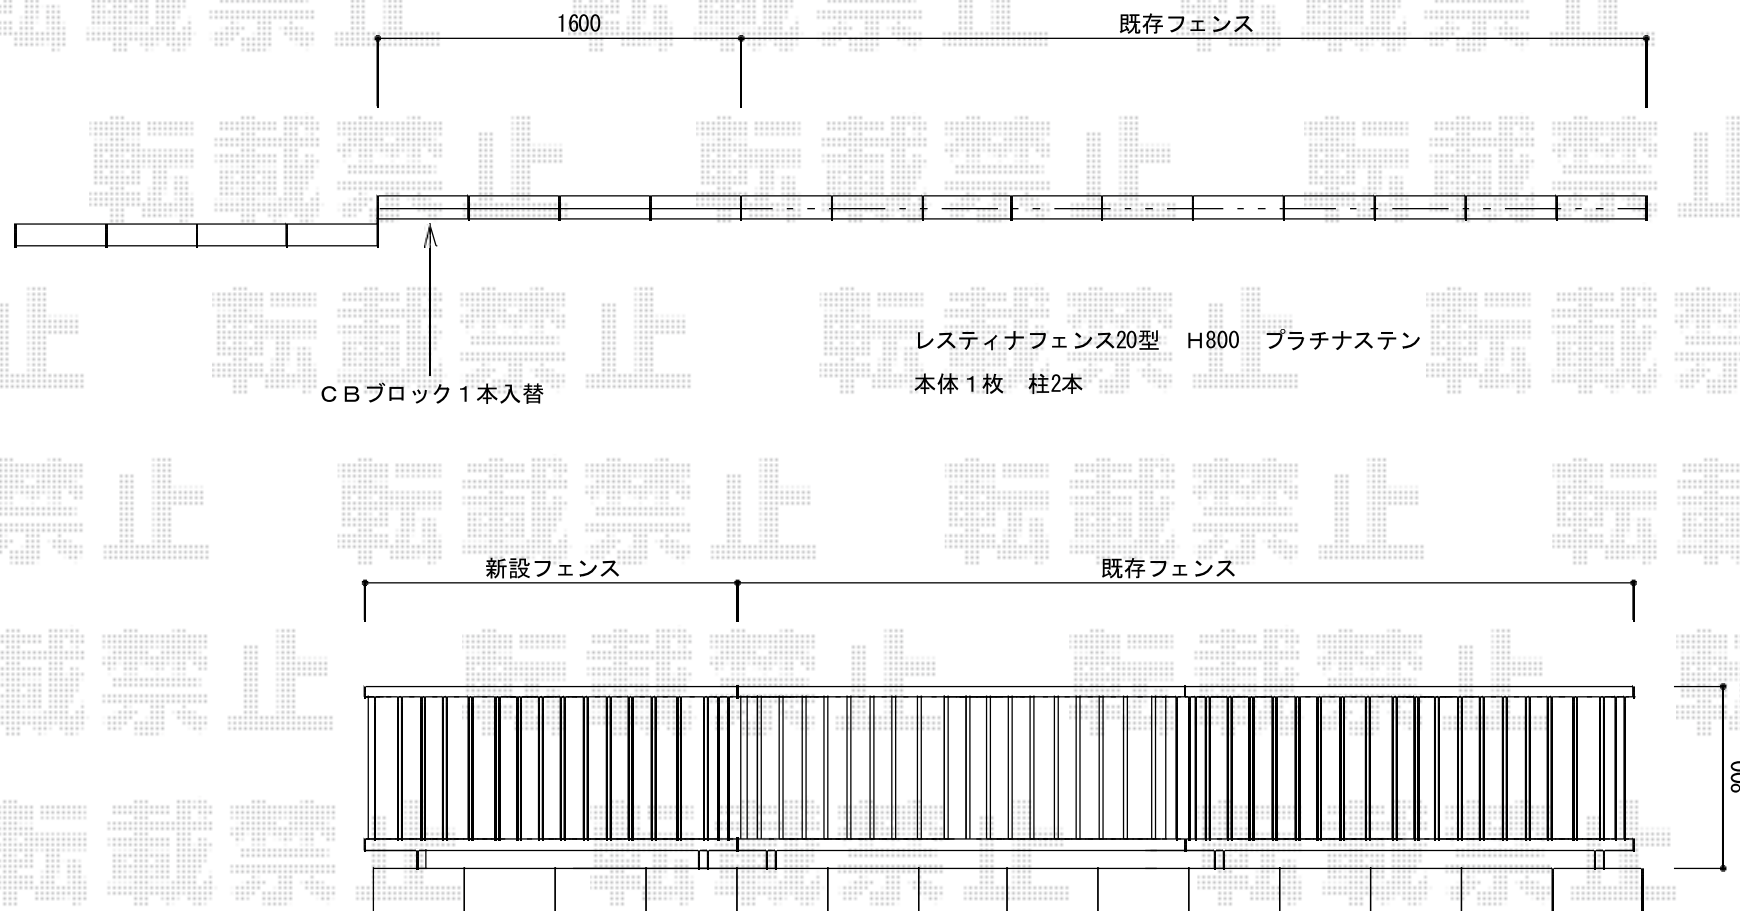 1600
既存フェンス
レスティナフェンス20型 H800 プラチナステン
本体1枚 柱2本
CBブロック1本入替
新設フェンス
既存フェンス
転載禁止